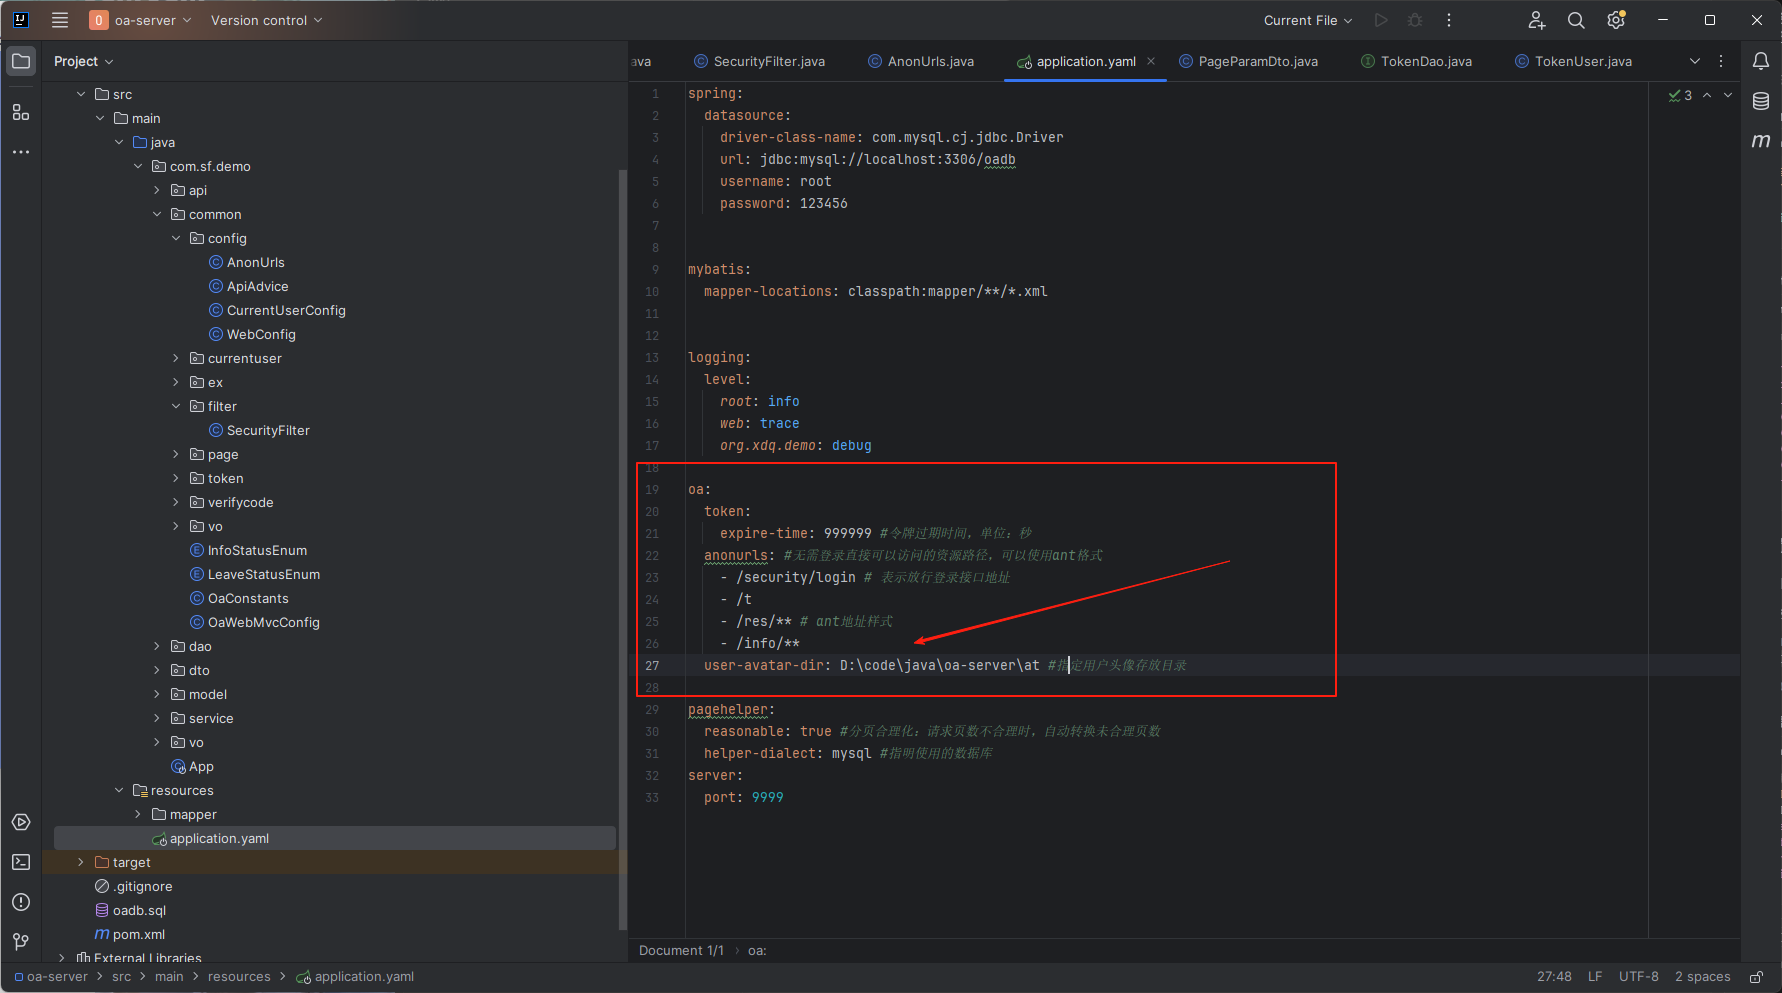 oa-server
Version control
Current File
Project
src
main
java
com.sf.demo
api
common
config
AnonUrls
ApiAdvice
CurrentUserConfig
WebConfig
currentuser
ex
filter
SecurityFilter
page
token
verifycode
vo
InfoStatusEnum
LeaveStatusEnum
OaConstants
OaWebMvcConfig
dao
dto
model
service
vo
App
resources
mapper
application.yaml
target
.gitignore
oadb.sql
pom.xml
External Libraries
ava
SecurityFilter.java
AnonUrls.java
application.yaml
PageParamDto.java
TokenDao.java
TokenUser.java
3
1 spring:
2 datasource:
3 driver-class-name: com.mysql.cj.jdbc.Driver
4 url: jdbc:mysql://localhost:3306/oadb
5 username: root
6 password: 123456
7
8
9 mybatis:
10 mapper-locations: classpath:mapper/**/*.xml
11
12
13 logging:
14 level:
15 root: info
16 web: trace
17 org.xdq.demo: debug
18
19 oa:
20 token:
21 expire-time: 999999 #令牌过期时间，单位：秒
22 anonurls: #无需登录直接可以访问的资源路径，可以使用ant格式
23 - /security/login # 表示放行登录接口地址
24 - /t
25 - /res/** # ant地址样式
26 - /info/**
27 user-avatar-dir: D:\code\java\oa-server\at #指定用户头像存放目录
28
29 pagehelper:
30 reasonable: true #分页合理化：请求页数不合理时，自动转换未合理页数
31 helper-dialect: mysql #指明使用的数据库
32 server:
33 port: 9999
Document 1/1 › oa:
oa-server > src > main > resources > application.yaml
27:48 LF UTF-8 2 spaces